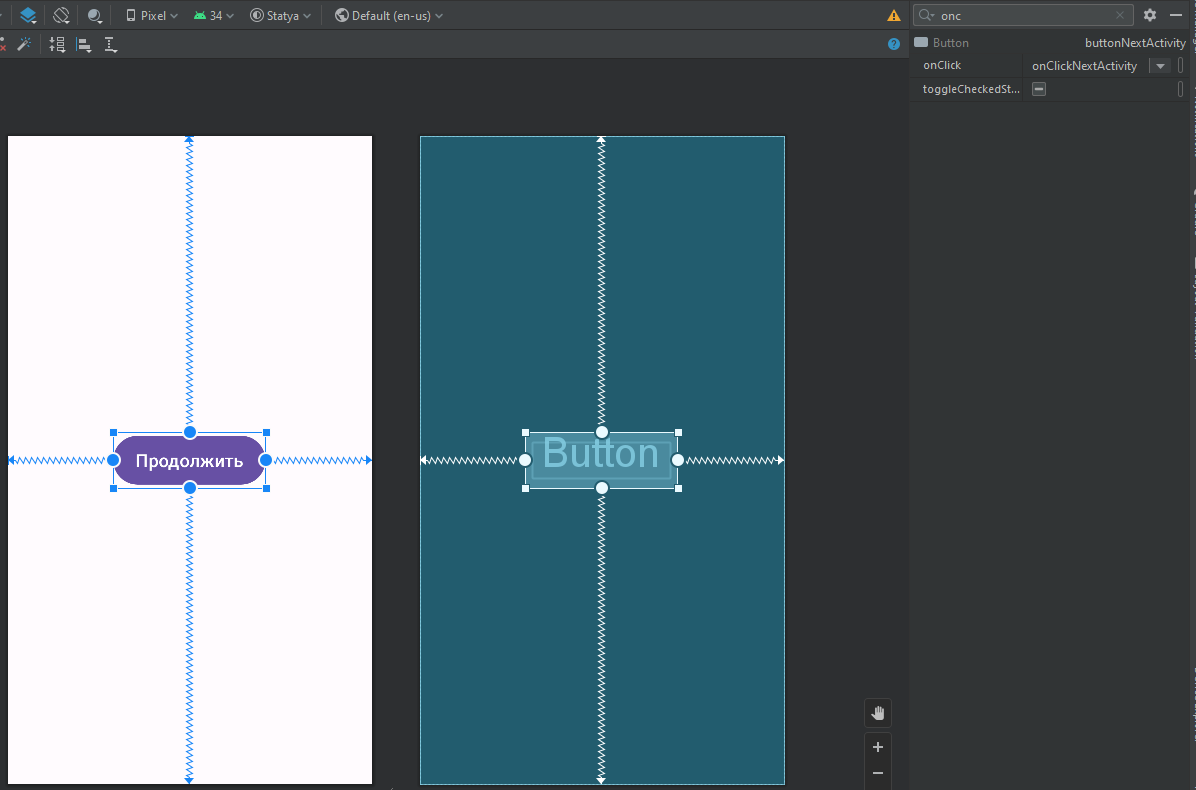 Pixel 34 Statya Default (en-us)
onc
Button buttonNextActivity
onClick onClickNextActivity
toggleCheckedSt...
Продолжить
Button